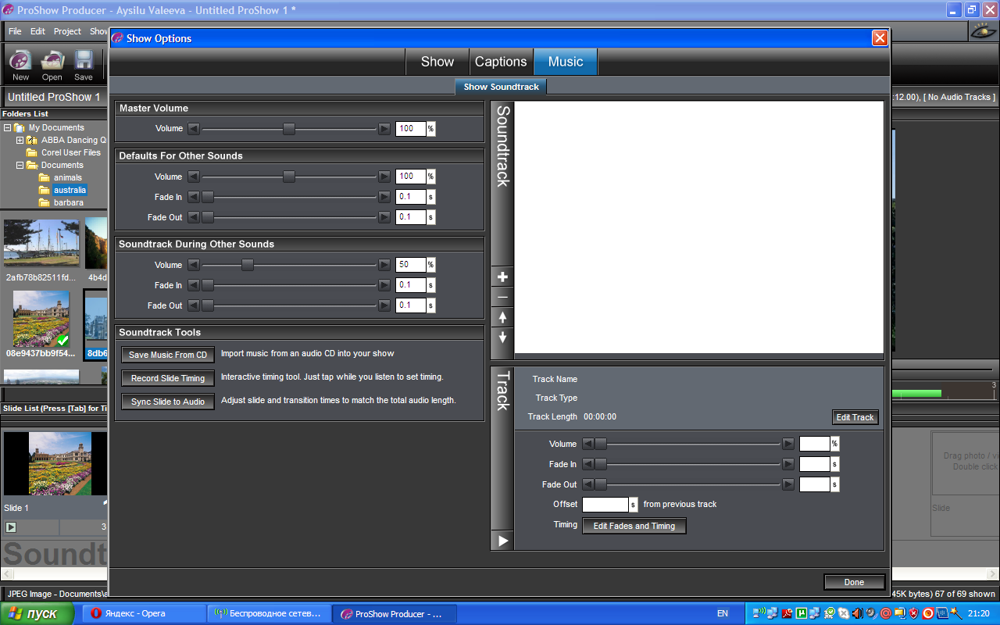 ProShow Producer - Aysilu Valeeva - Untitled ProShow 1 *
File Edit Project Show
Show Options
Show Captions Music
New Open Save
Show Soundtrack
Untitled ProShow 1
:12.00), [ No Audio Tracks ]
Folders List
My Documents
ABBA Dancing Q
Corel User Files
Documents
animals
australia
barbara
2afb78b82511fd... 4b4d
08e9437bb9f54... 8db6
Master Volume
Volume 100 %
Defaults For Other Sounds
Volume 100 %
Fade In 0.1 s
Fade Out 0.1 s
Soundtrack During Other Sounds
Volume 50 %
Fade In 0.1 s
Fade Out 0.1 s
Soundtrack Tools
Save Music From CD Import music from an audio CD into your show
Record Slide Timing Interactive timing tool. Just tap while you listen to set timing.
Sync Slide to Audio Adjust slide and transition times to match the total audio length.
Soundtrack
Track
Track Name
Track Type
Track Length 00:00:00
Edit Track
Volume %
Fade In s
Fade Out s
Offset s from previous track
Timing Edit Fades and Timing
Done
3
Slide List (Press [Tab] for Ti
Slide 1
3
Drag photo / vi
Double click
Slide
Soundt
JPEG Image - Documents\a
45K bytes) 67 of 69 shown
пуск
Яндекс - Opera
Беспроводное сетев...
ProShow Producer - ...
EN
21:20